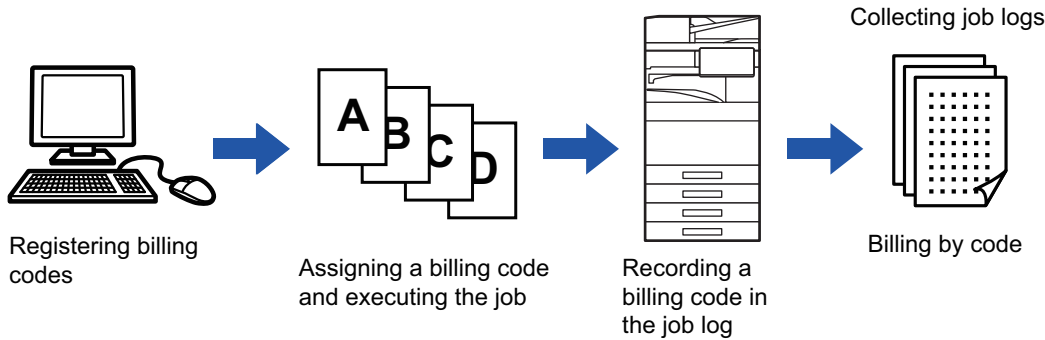 Registering billing
codes
A
B
C
D
Assigning a billing code
and executing the job
Recording a
billing code in
the job log
Collecting job logs
Billing by code